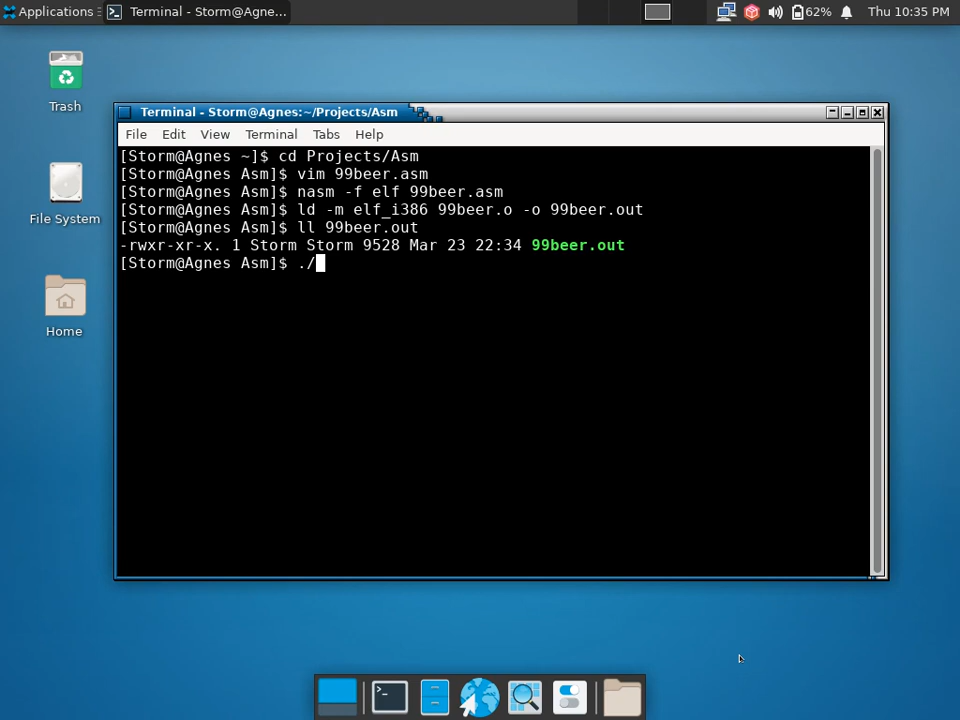 Applications
Terminal - Storm@Agne...
62%
Thu 10:35 PM
Trash
File System
Home
Terminal - Storm@Agnes:~/Projects/Asm
File Edit View Terminal Tabs Help
[Storm@Agnes ~]$ cd Projects/Asm
[Storm@Agnes Asm]$ vim 99beer.asm
[Storm@Agnes Asm]$ nasm -f elf 99beer.asm
[Storm@Agnes Asm]$ ld -m elf_i386 99beer.o -o 99beer.out
[Storm@Agnes Asm]$ ll 99beer.out
-rwxr-xr-x. 1 Storm Storm 9528 Mar 23 22:34 99beer.out
[Storm@Agnes Asm]$ ./